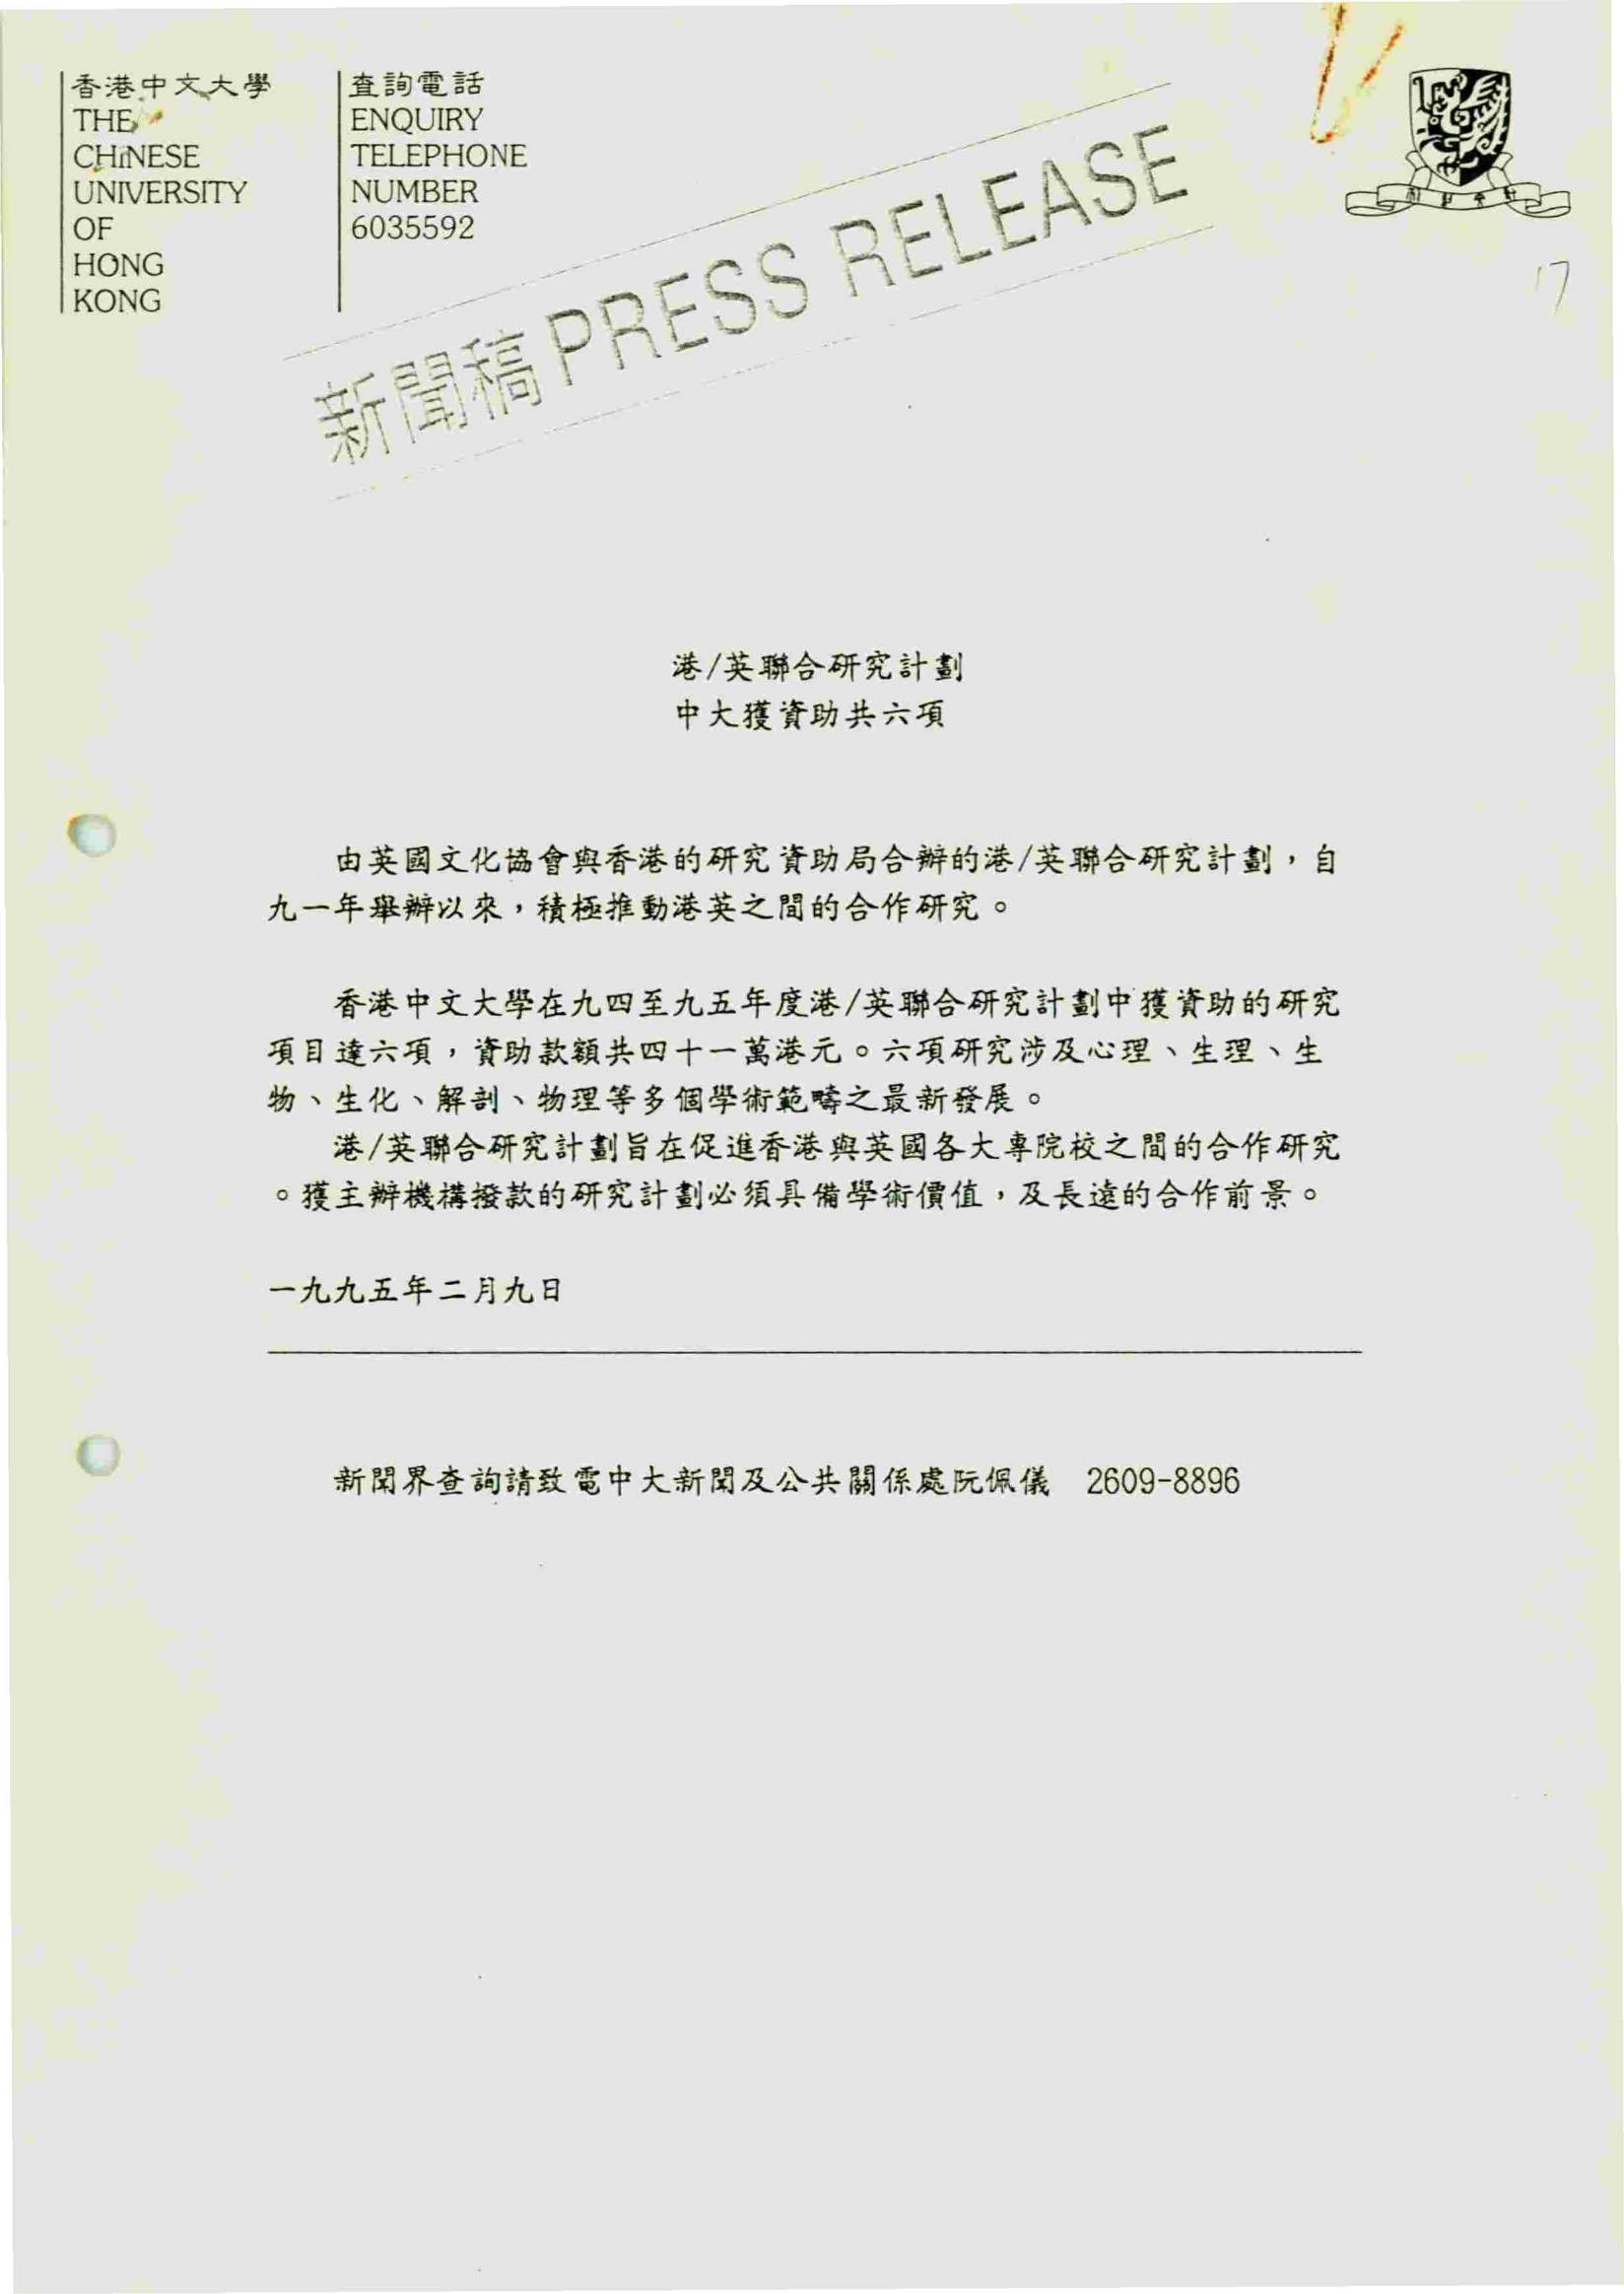 香港中文大學
THE
CHINESE
UNIVERSITY
OF
HONG
KONG
查詢電話
ENQUIRY
TELEPHONE
NUMBER
6035592
新聞稿 PRESS RELEASE
17
港/英聯合研究計劃
中大獲資助共六項
由英國文化協會與香港的研究資助局合辦的港/英聯合研究計劃，自
九一年舉辦以來，積極推動港英之間的合作研究。
香港中文大學在九四至九五年度港/英聯合研究計劃中獲資助的研究
項目達六項，資助款額共四十一萬港元。六項研究涉及心理、生理、生
物、生化、解剖、物理等多個學術範疇之最新發展。
港/英聯合研究計劃旨在促進香港與英國各大專院校之間的合作研究
。獲主辦機構撥款的研究計劃必須具備學術價值，及長遠的合作前景。
一九九五年二月九日
新聞界查詢請致電中大新聞及公共關係處阮佩儀 2609-8896